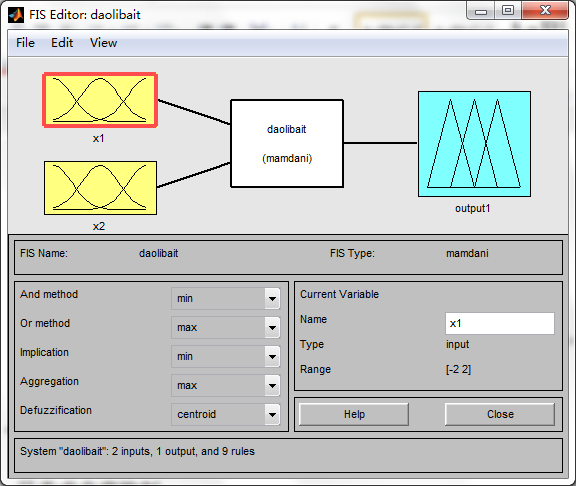 FIS Editor: daolibait
File Edit View
x1
x2
daolibait
(mamdani)
output1
FIS Name: daolibait FIS Type: mamdani
And method min
Or method max
Implication min
Aggregation max
Defuzzification centroid
Current Variable
Name x1
Type input
Range [-2 2]
Help Close
System "daolibait": 2 inputs, 1 output, and 9 rules